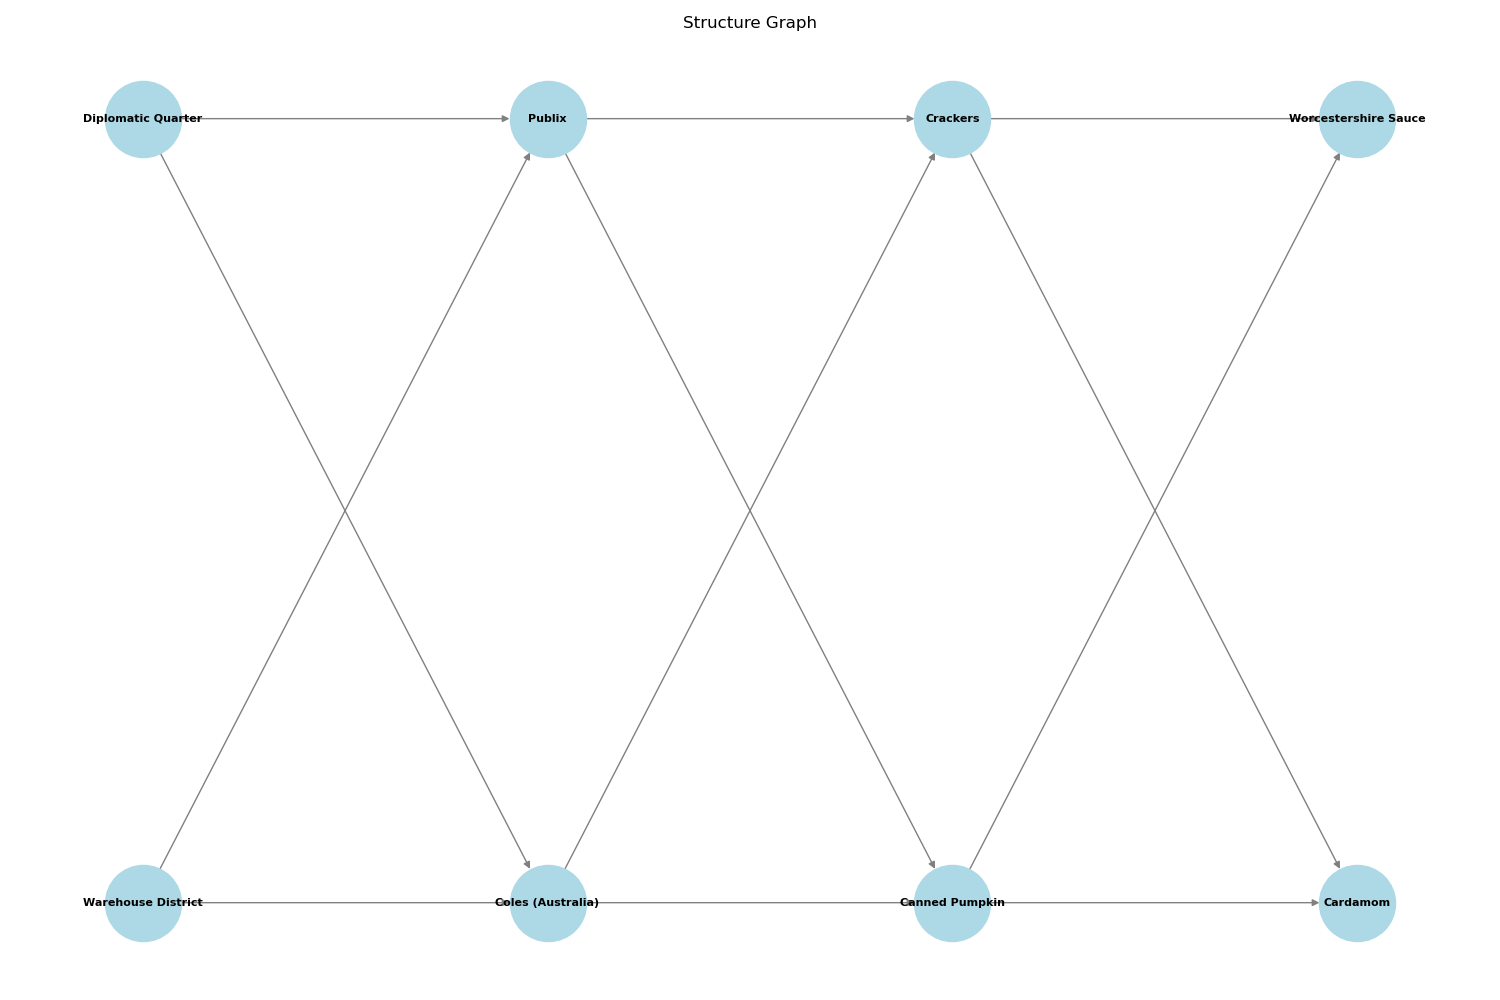 Structure Graph
Diplomatic Quarter
Publix
Crackers
Worcestershire Sauce
Warehouse District
Coles (Australia)
Canned Pumpkin
Cardamom